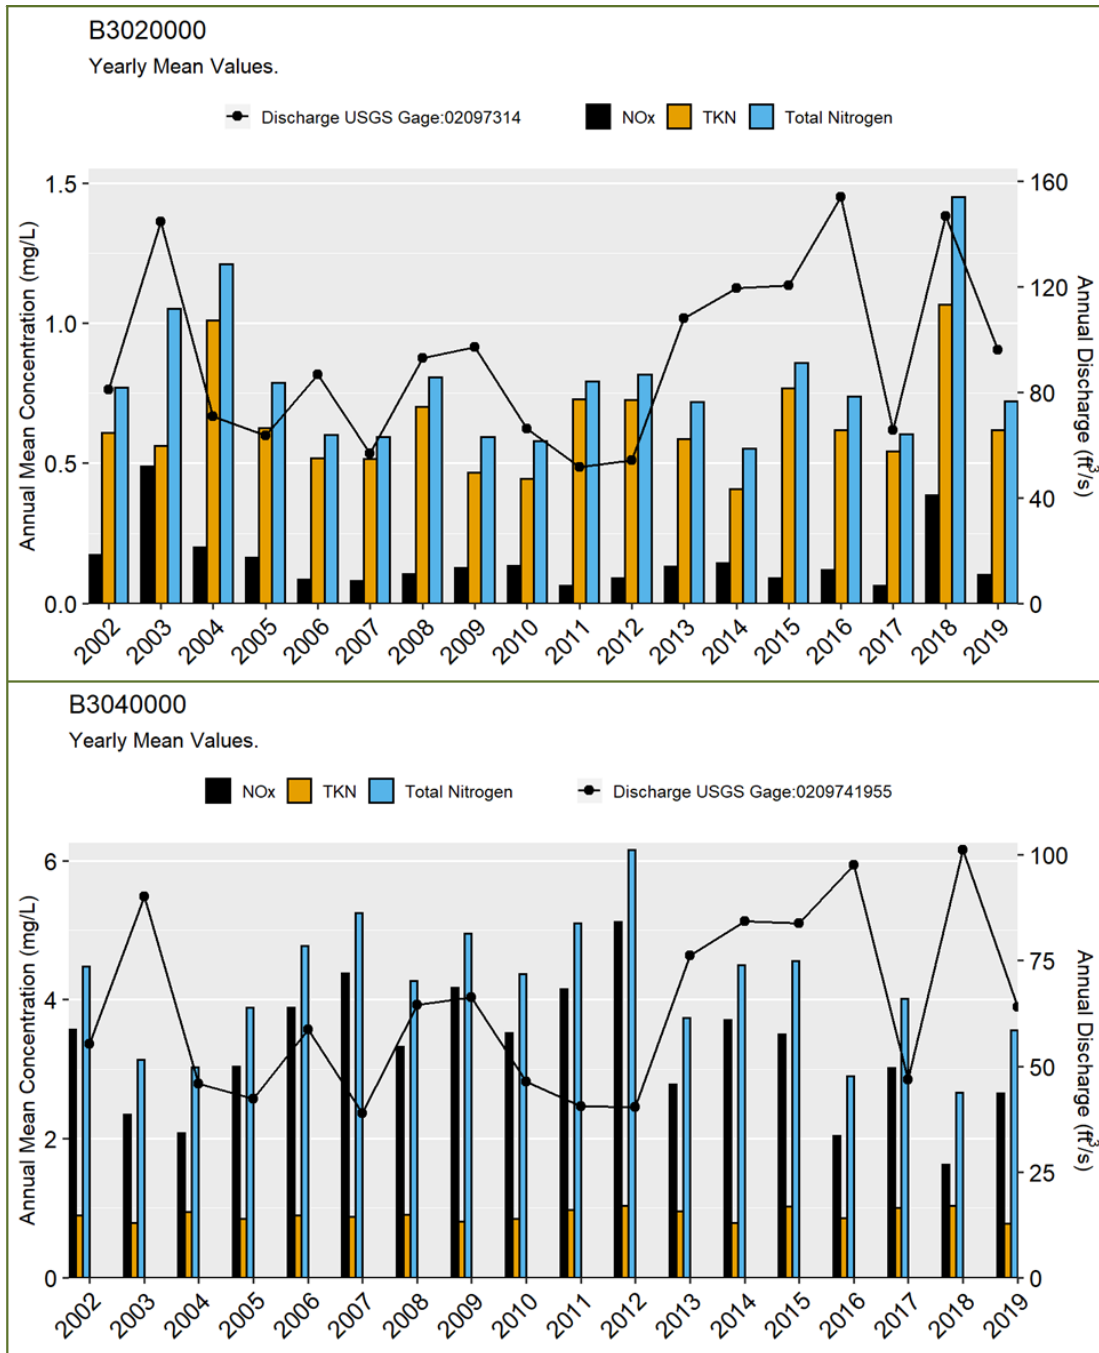 B3020000
Yearly Mean Values.
Discharge USGS Gage:02097314 NOx TKN Total Nitrogen
Annual Mean Concentration (mg/L)
1.5
1.0
0.5
0.0
160
120
80
40
0
Annual Discharge (ft³/s)
2002 2003 2004 2005 2006 2007 2008 2009 2010 2011 2012 2013 2014 2015 2016 2017 2018 2019
B3040000
Yearly Mean Values.
NOx TKN Total Nitrogen Discharge USGS Gage:0209741955
Annual Mean Concentration (mg/L)
6
4
2
0
100
75
50
25
0
Annual Discharge (ft³/s)
2002 2003 2004 2005 2006 2007 2008 2009 2010 2011 2012 2013 2014 2015 2016 2017 2018 2019